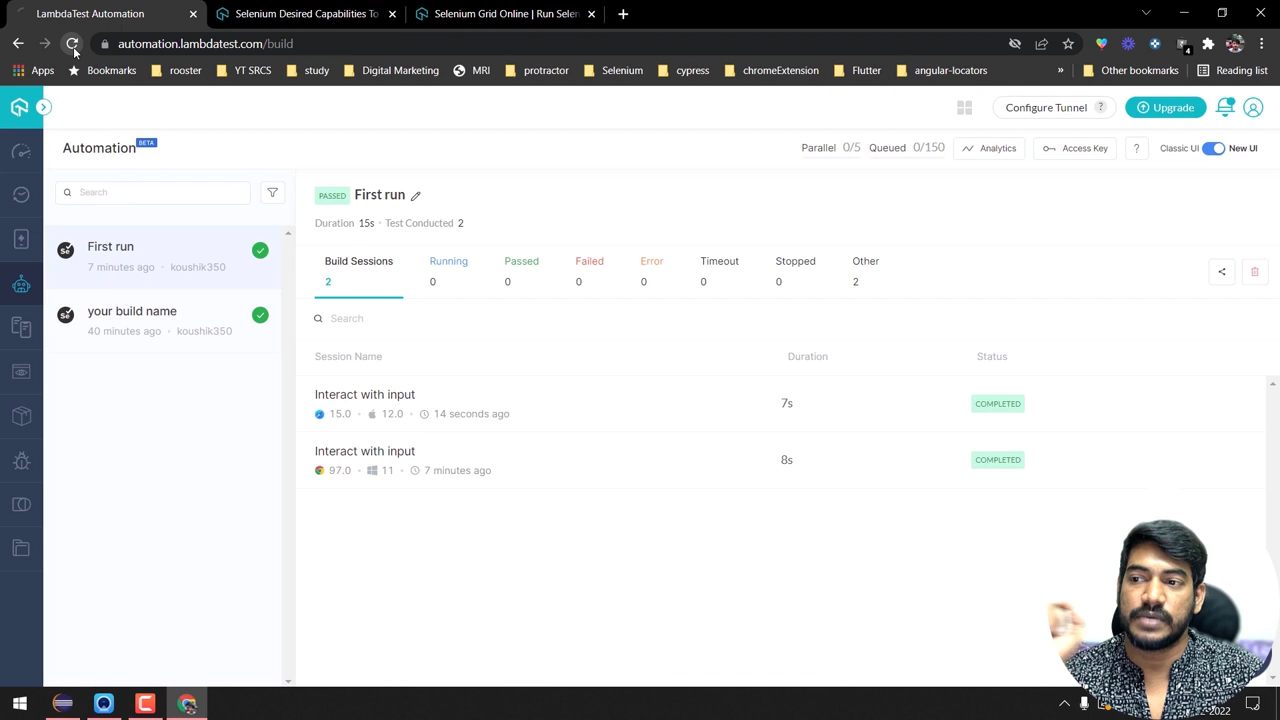 LambdaTest Automation
Selenium Desired Capabilities To
Selenium Grid Online | Run Selen
automation.lambdatest.com/build
4
Apps
Bookmarks
rooster
YT SRCS
study
Digital Marketing
MRI
protractor
Selenium
cypress
chromeExtension
Flutter
angular-locators
»
Other bookmarks
Reading list
Configure Tunnel ?
Upgrade
Automation BETA
Parallel 0/5 Queued 0/150
Analytics
Access Key
?
Classic UI
New UI
Search
First run
7 minutes ago • koushik350
your build name
40 minutes ago • koushik350
PASSED First run
Duration 15s • Test Conducted 2
Build Sessions Running Passed Failed Error Timeout Stopped Other
2 0 0 0 0 0 0 2
Search
Session Name Duration Status
Interact with input 7s COMPLETED
15.0 • 12.0 • 14 seconds ago
Interact with input 8s COMPLETED
97.0 • 11 • 7 minutes ago
2022